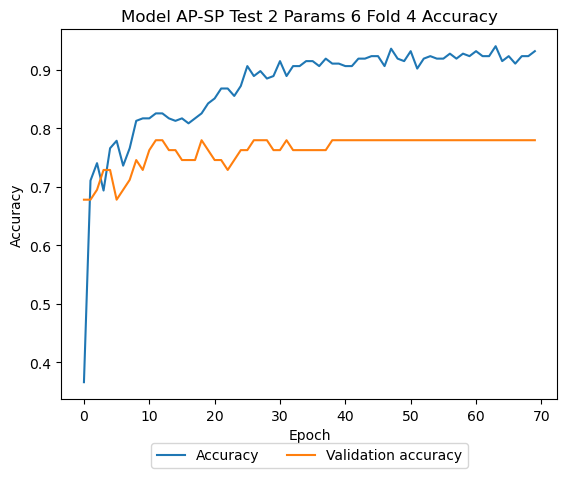 Model AP-SP Test 2 Params 6 Fold 4 Accuracy
Accuracy
0.9
0.8
0.7
0.6
0.5
0.4
0 10 20 30 40 50 60 70
Epoch
Accuracy Validation accuracy